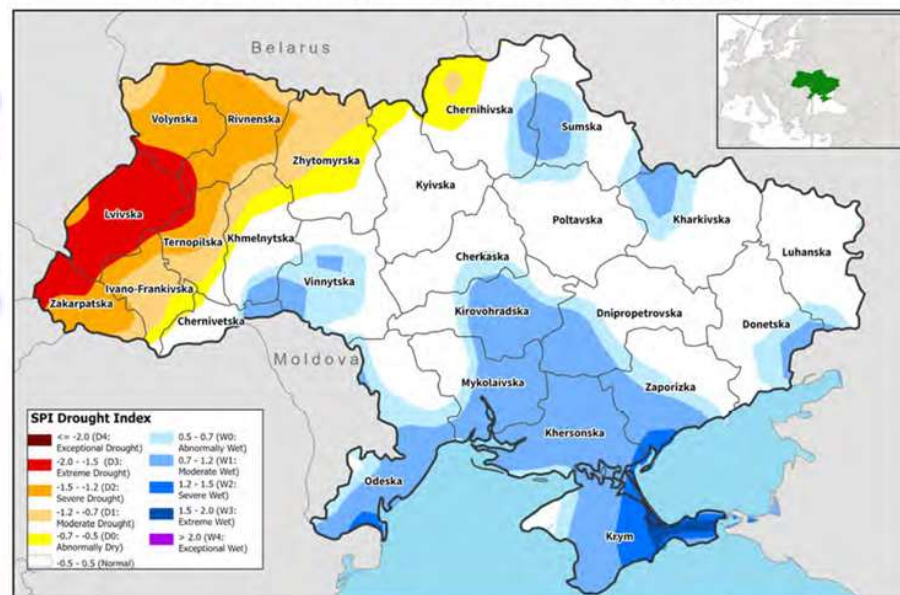 Belarus
Volynska
Rivnenska
Chernihivska
Sumska
Zhytomyrska
Kyivska
Lvivska
Poltavska
Kharkivska
Ternopilska
Khmelnytska
Luhanska
Cherkaska
Vinnytska
Ivano-Frankivska
Zakarpatska
Kirovohradska
Dnipropetrovska
Chernivetska
Donetska
Moldova
Mykolaivska
Zaporizka
Khersonska
Odeska
Krym
SPI Drought Index
<= -2.0 (D4:
Exceptional Drought)
-2.0 - -1.5 (D3:
Extreme Drought)
-1.5 - -1.2 (D2:
Severe Drought)
-1.2 - -0.7 (D1:
Moderate Drought)
-0.7 - -0.5 (D0:
Abnormally Dry)
-0.5 - 0.5 (Normal)
0.5 - 0.7 (W0:
Abnormally Wet)
0.7 - 1.2 (W1:
Moderate Wet)
1.2 - 1.5 (W2:
Severe Wet)
1.5 - 2.0 (W3:
Extreme Wet)
> 2.0 (W4:
Exceptional Wet)